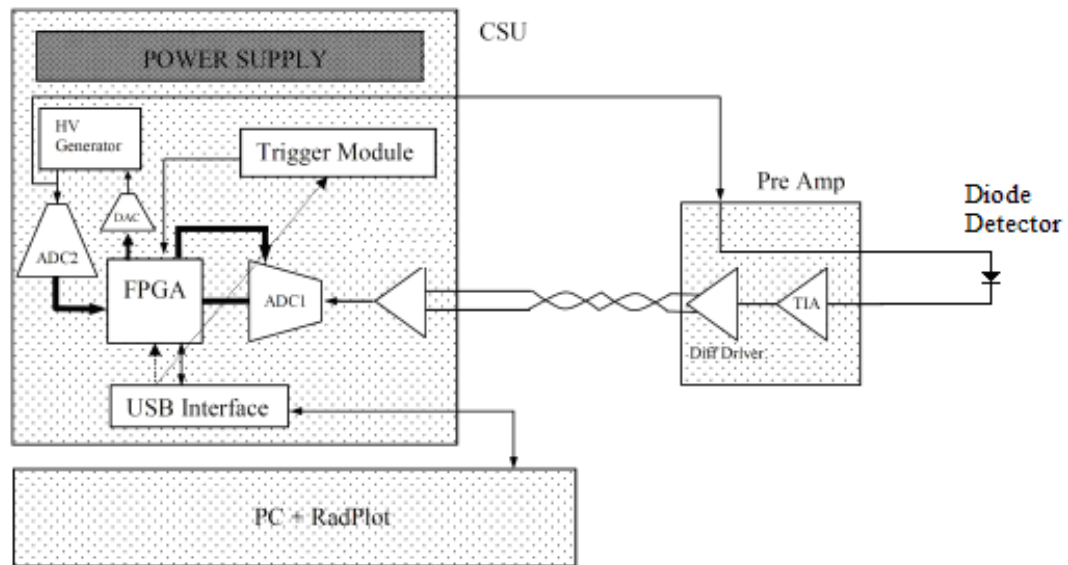 CSU
POWER SUPPLY
HV
Generator
Trigger Module
Pre Amp
Diode
Detector
DAC
ADC2
FPGA
ADC1
TIA
Diff Driver
USB Interface
PC + RadPlot